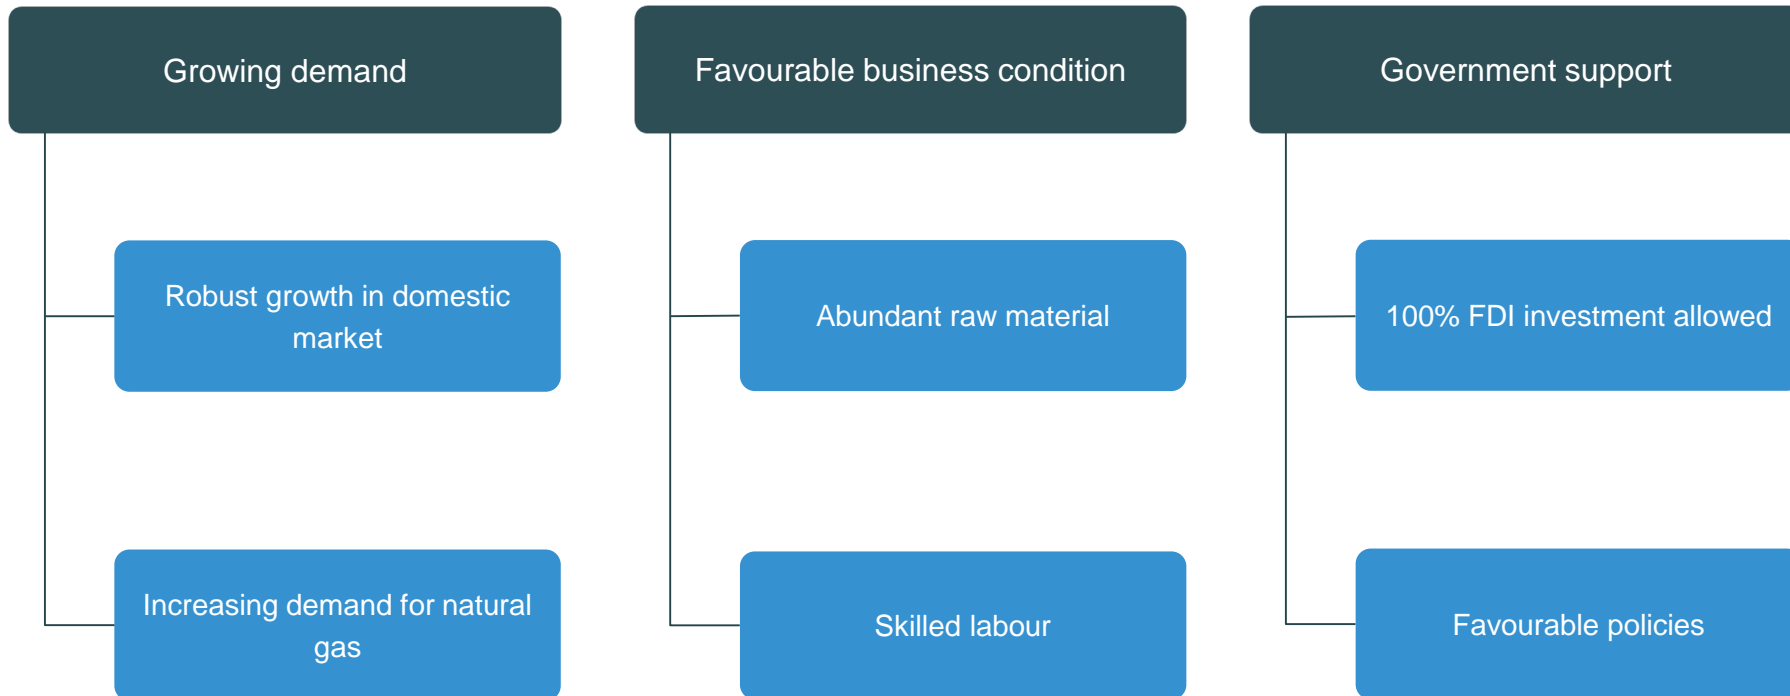 Growing demand
Robust growth in domestic
market
Increasing demand for natural
gas
Favourable business condition
Abundant raw material
Skilled labour
Government support
100% FDI investment allowed
Favourable policies